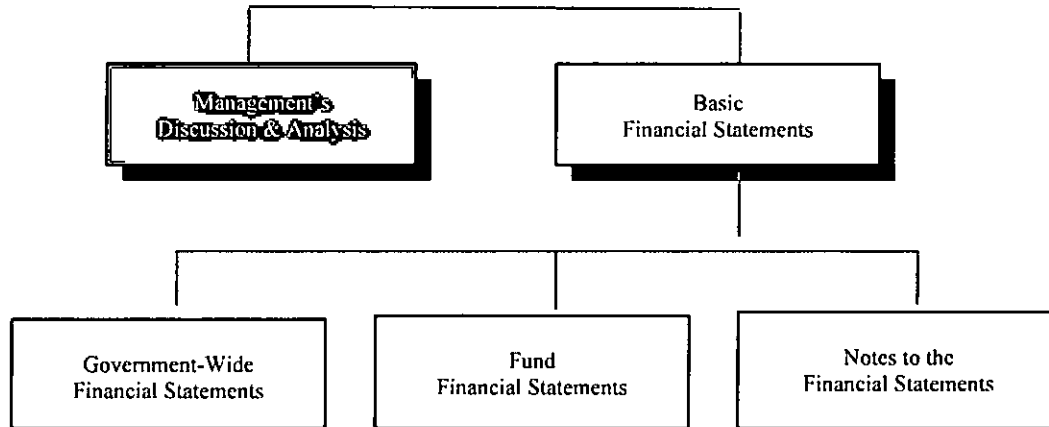 Management's
Discussion & Analysis
Basic
Financial Statements
Government-Wide
Financial Statements
Fund
Financial Statements
Notes to the
Financial Statements